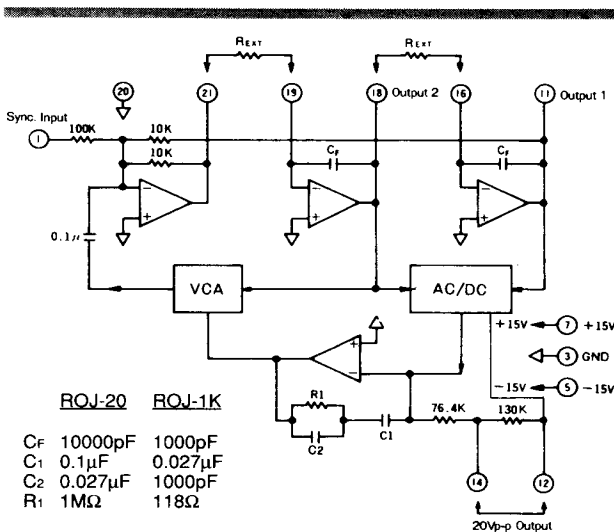 REXT
REXT
20
21
19
18 Output 2
16
11
Output 1
Sync. Input
1
100K
10K
10K
CF
CF
−
+
−
+
−
+
0.1μ
VCA
AC/DC
+15V
7 +15V
3 GND
−15V
5 −15V
+
−
R1
C2
C1
76.4K
130K
14
12
20Vp-p Output
ROJ-20 ROJ-1K
CF 10000pF 1000pF
C1 0.1μF 0.027μF
C2 0.027μF 1000pF
R1 1MΩ 118Ω